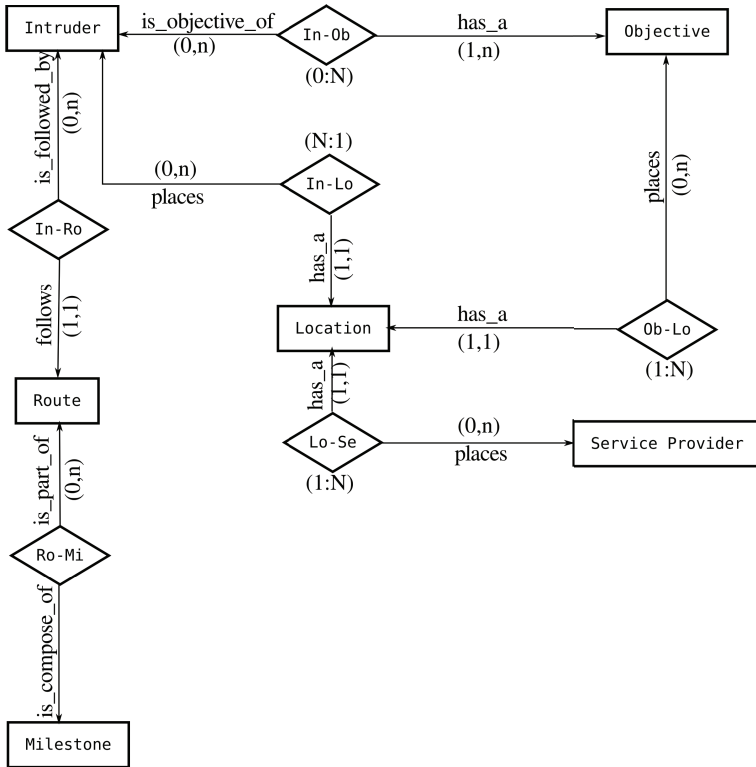 Intruder
is_objective_of
(0,n)
In-Ob
(0:N)
has_a
(1,n)
Objective
is_followed_by
(0,n)
(0,n)
places
(N:1)
In-Lo
places
(0,n)
In-Ro
has_a
(1,1)
follows
(1,1)
Location
has_a
(1,1)
Ob-Lo
(1:N)
Route
has_a
(1,1)
Lo-Se
(1:N)
(0,n)
places
Service Provider
is_part_of
(0,n)
Ro-Mi
is_compose_of
Milestone